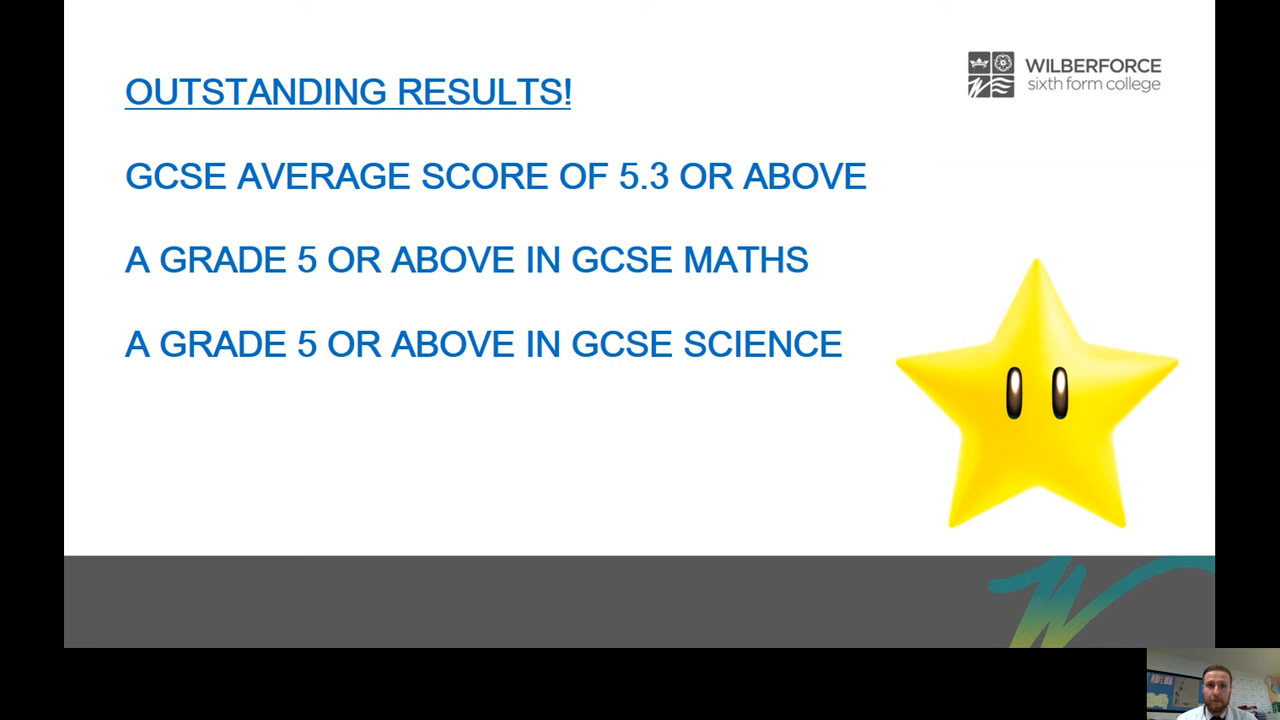 OUTSTANDING RESULTS!
WILBERFORCE
sixth form college
GCSE AVERAGE SCORE OF 5.3 OR ABOVE
A GRADE 5 OR ABOVE IN GCSE MATHS
A GRADE 5 OR ABOVE IN GCSE SCIENCE